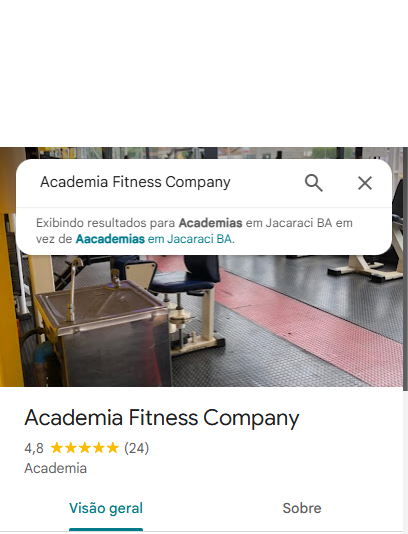 Academia Fitness Company
Exibindo resultados para Academias em Jacaraci BA em
vez de Aacademias em Jacaraci BA.
Academia Fitness Company
4,8 ★★★★★ (24)
Academia
Visão geral Sobre